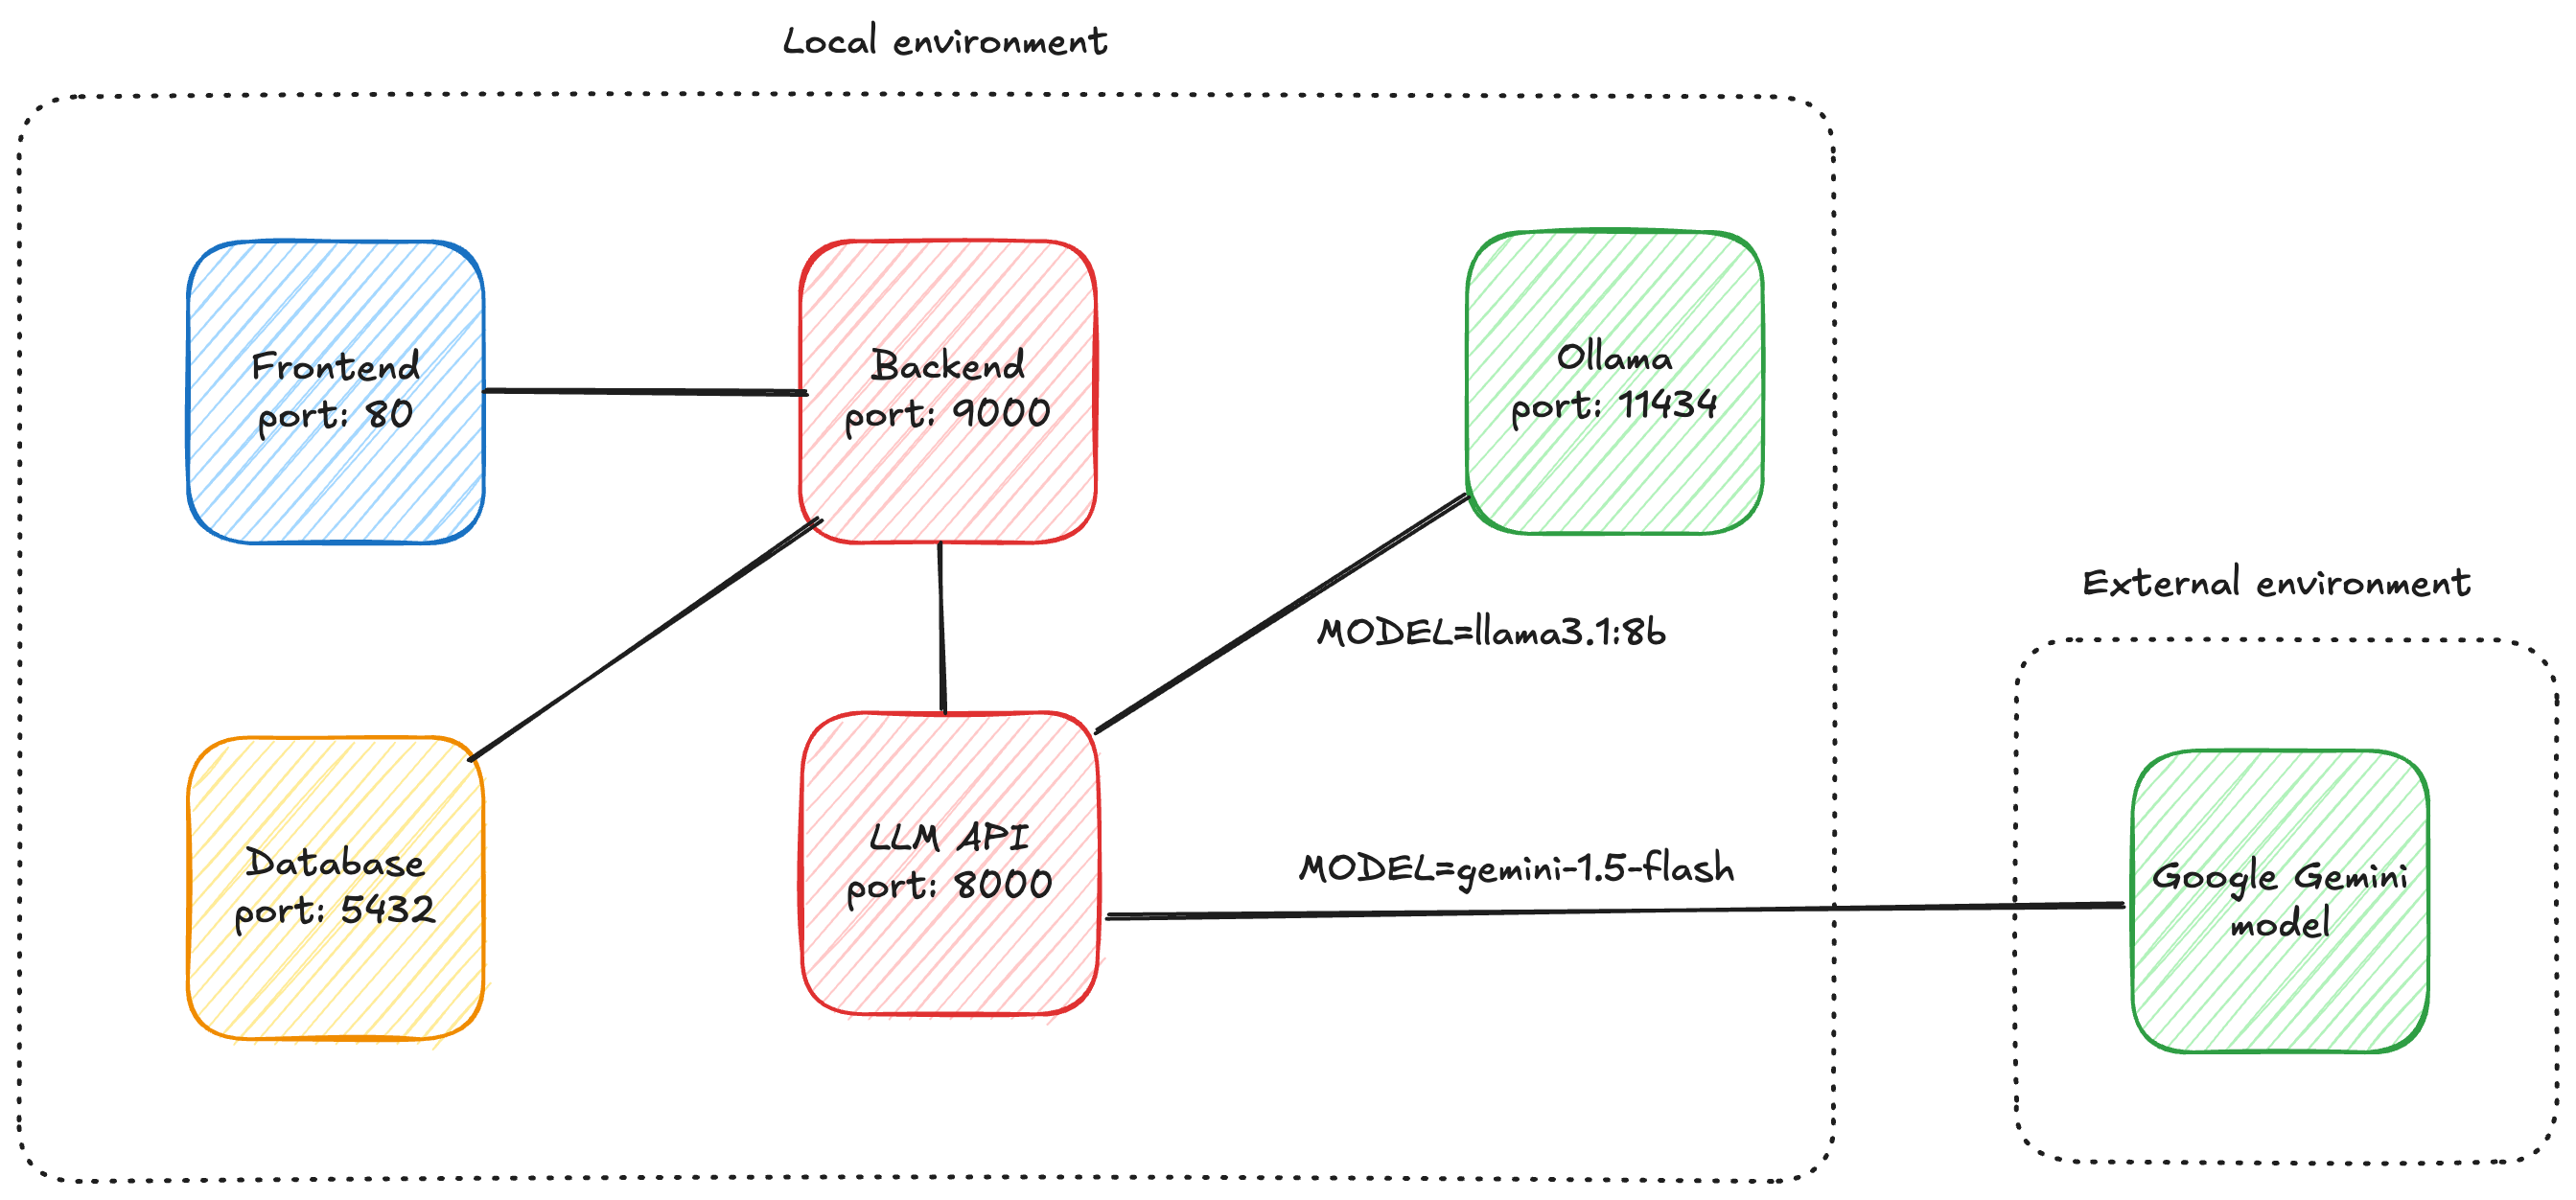 Local environment
Frontend
port: 80
Backend
port: 9000
Ollama
port: 11434
MODEL=llama3.1:8b
External environment
Database
port: 5432
LLM API
port: 8000
MODEL=gemini-1.5-flash
Google Gemini
model